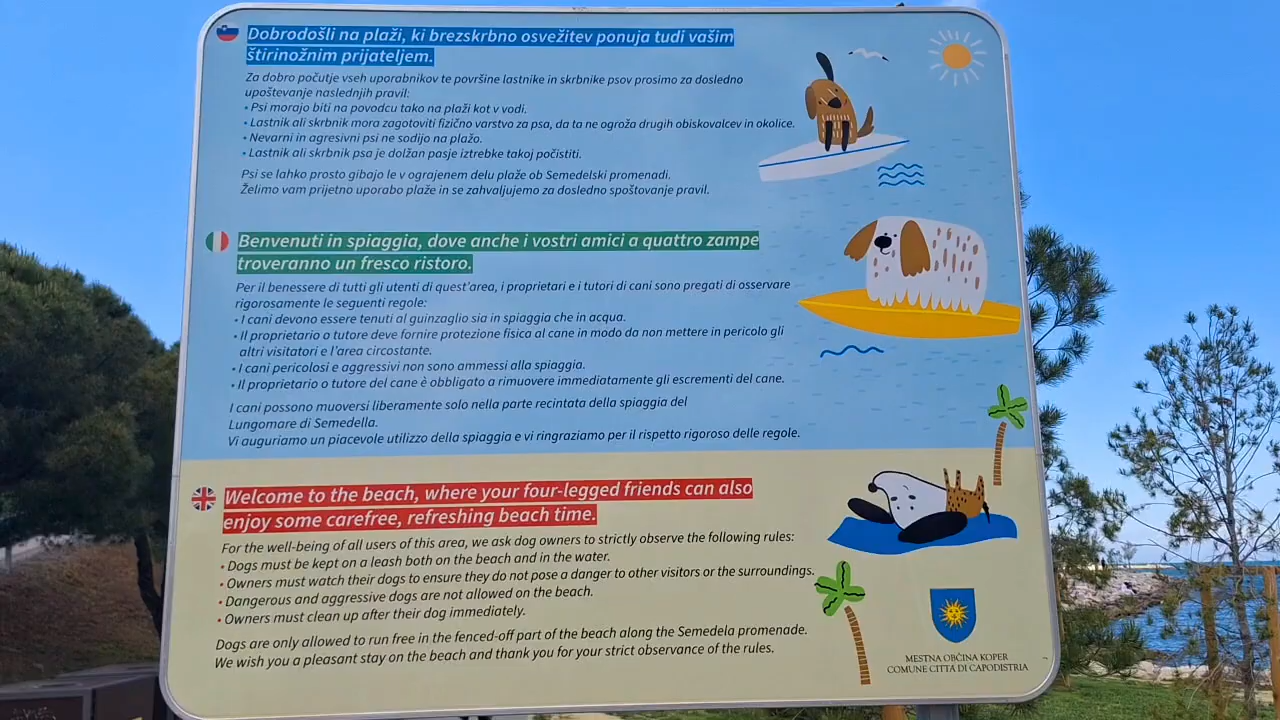 Dobrodošli na plaži, ki brezskrbno osvežitev ponuja tudi vašim
štirinožnim prijateljem.
Za dobro počutje vseh uporabnikov te površine lastnike in skrbnike psov prosimo za dosledno
upoštevanje naslednjih pravil:
• Psi morajo biti na povodcu tako na plaži kot v vodi.
• Lastnik ali skrbnik mora zagotoviti fizično varstvo za psa, da ta ne ogroža drugih obiskovalcev in okolice.
• Nevarni in agresivni psi ne sodijo na plažo.
• Lastnik ali skrbnik psa je dolžan pasje iztrebke takoj počistiti.
Psi se lahko prosto gibajo le v ograjenem delu plaže ob Semedelski promenadi.
Želimo vam prijetno uporabo plaže in se zahvaljujemo za dosledno spoštovanje pravil.
Benvenuti in spiaggia, dove anche i vostri amici a quattro zampe
troveranno un fresco ristoro.
Per il benessere di tutti gli utenti di quest'area, i proprietari e i tutori di cani sono pregati di osservare
rigorosamente le seguenti regole:
• I cani devono essere tenuti al guinzaglio sia in spiaggia che in acqua.
• Il proprietario o tutore deve fornire protezione fisica al cane in modo da non mettere in pericolo gli
altri visitatori e l'area circostante.
• I cani pericolosi e aggressivi non sono ammessi alla spiaggia.
• Il proprietario o tutore del cane è obbligato a rimuovere immediatamente gli escrementi del cane.
I cani possono muoversi liberamente solo nella parte recintata della spiaggia del
Lungomare di Semedella.
Vi auguriamo un piacevole utilizzo della spiaggia e vi ringraziamo per il rispetto rigoroso delle regole.
Welcome to the beach, where your four-legged friends can also
enjoy some carefree, refreshing beach time.
For the well-being of all users of this area, we ask dog owners to strictly observe the following rules:
• Dogs must be kept on a leash both on the beach and in the water.
• Owners must watch their dogs to ensure they do not pose a danger to other visitors or the surroundings.
• Dangerous and aggressive dogs are not allowed on the beach.
• Owners must clean up after their dog immediately.
Dogs are only allowed to run free in the fenced-off part of the beach along the Semedela promenade.
We wish you a pleasant stay on the beach and thank you for your strict observance of the rules.
MESTNA OBČINA KOPER
COMUNE CITTÀ DI CAPODISTRIA